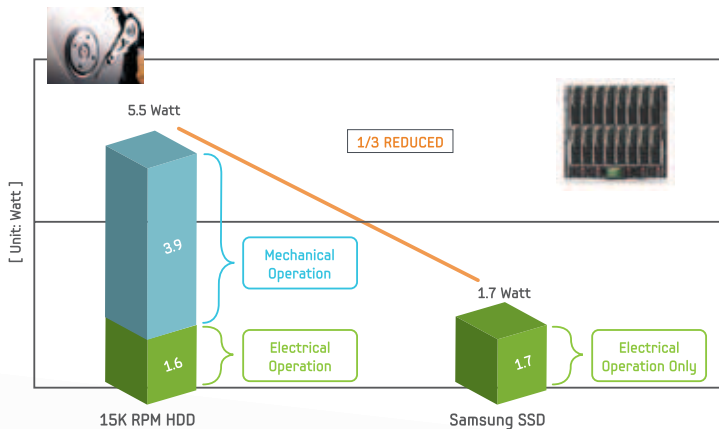 5.5 Watt
1/3 REDUCED
[ Unit: Watt ]
3.9
Mechanical
Operation
1.7 Watt
1.6
Electrical
Operation
1.7
Electrical
Operation Only
15K RPM HDD
Samsung SSD